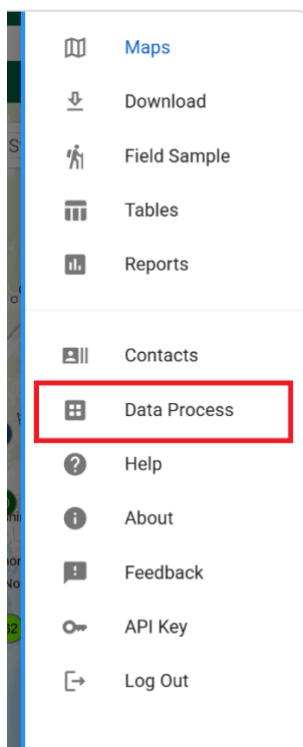 Maps
Download
Field Sample
Tables
Reports
Contacts
Data Process
Help
About
Feedback
API Key
Log Out